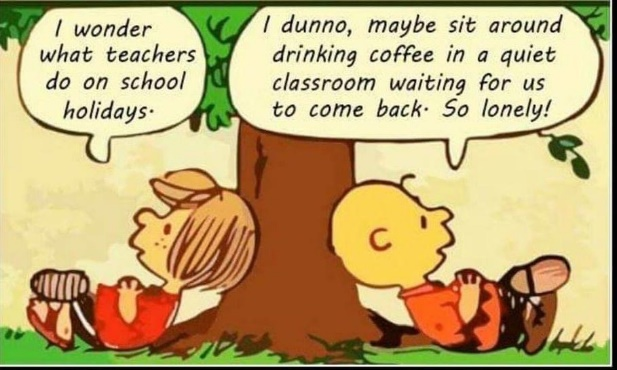 I wonder
what teachers
do on school
holidays.
I dunno, maybe sit around
drinking coffee in a quiet
classroom waiting for us
to come back. So lonely!